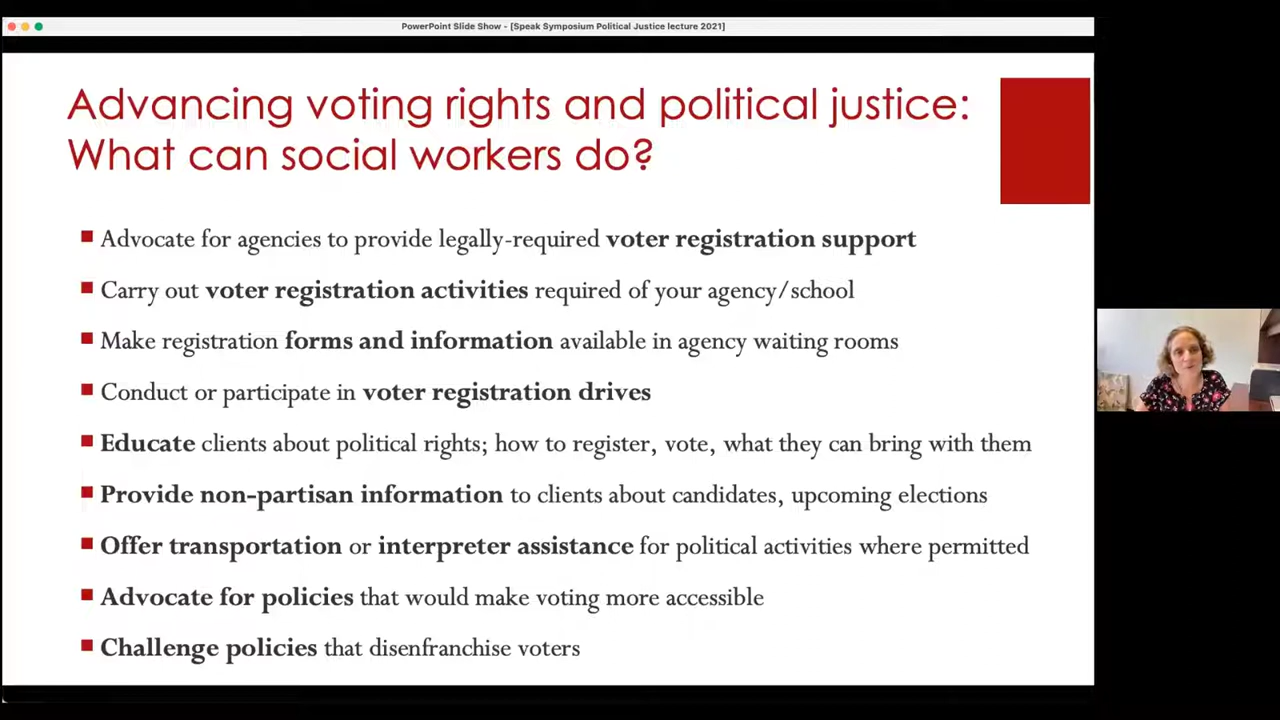 PowerPoint Slide Show - [Speak Symposium Political Justice lecture 2021]
Advancing voting rights and political justice:
What can social workers do?
Advocate for agencies to provide legally-required voter registration support
Carry out voter registration activities required of your agency/school
Make registration forms and information available in agency waiting rooms
Conduct or participate in voter registration drives
Educate clients about political rights; how to register, vote, what they can bring with them
Provide non-partisan information to clients about candidates, upcoming elections
Offer transportation or interpreter assistance for political activities where permitted
Advocate for policies that would make voting more accessible
Challenge policies that disenfranchise voters